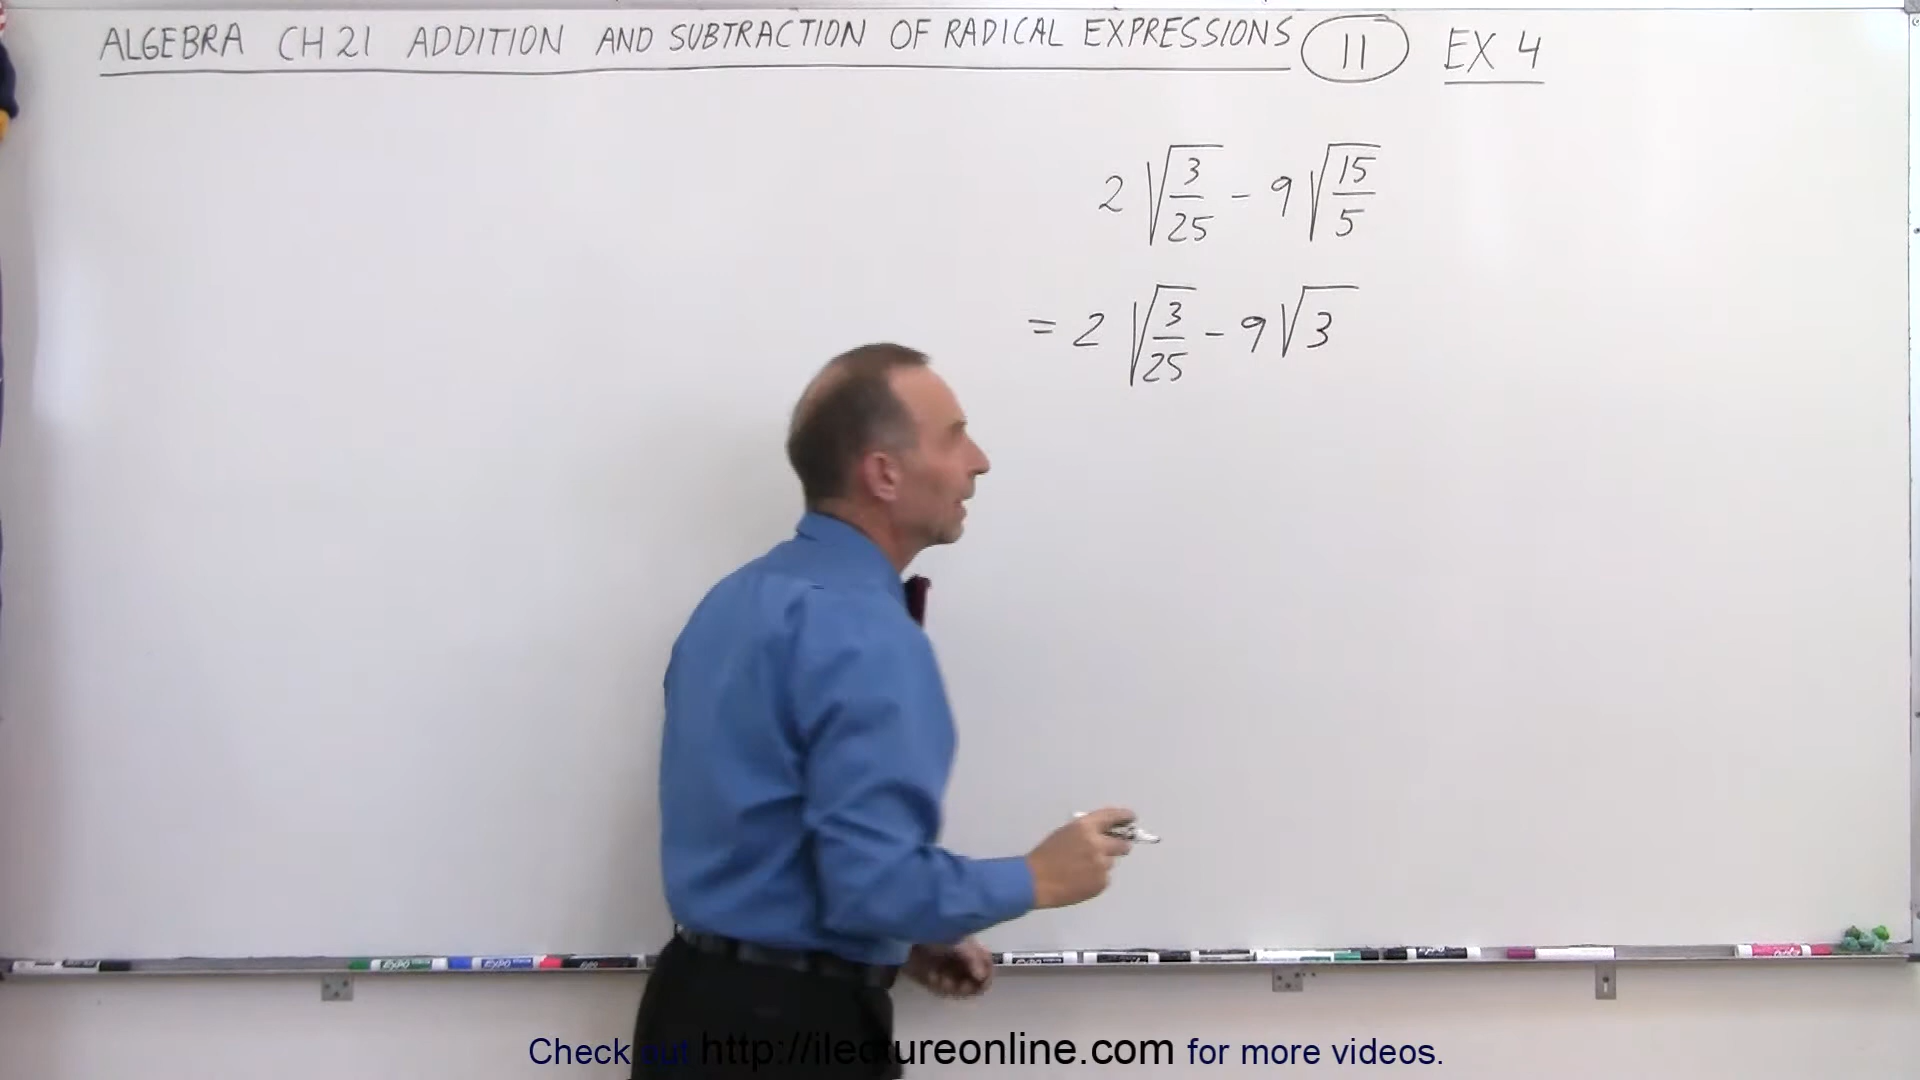 ALGEBRA CH 21 ADDITION AND SUBTRACTION OF RADICAL EXPRESSIONS 11 EX 4
2 √(3/25) - 9 √(15/5)
= 2 √(3/25) - 9 √3
Check out http://ilectureonline.com for more videos.